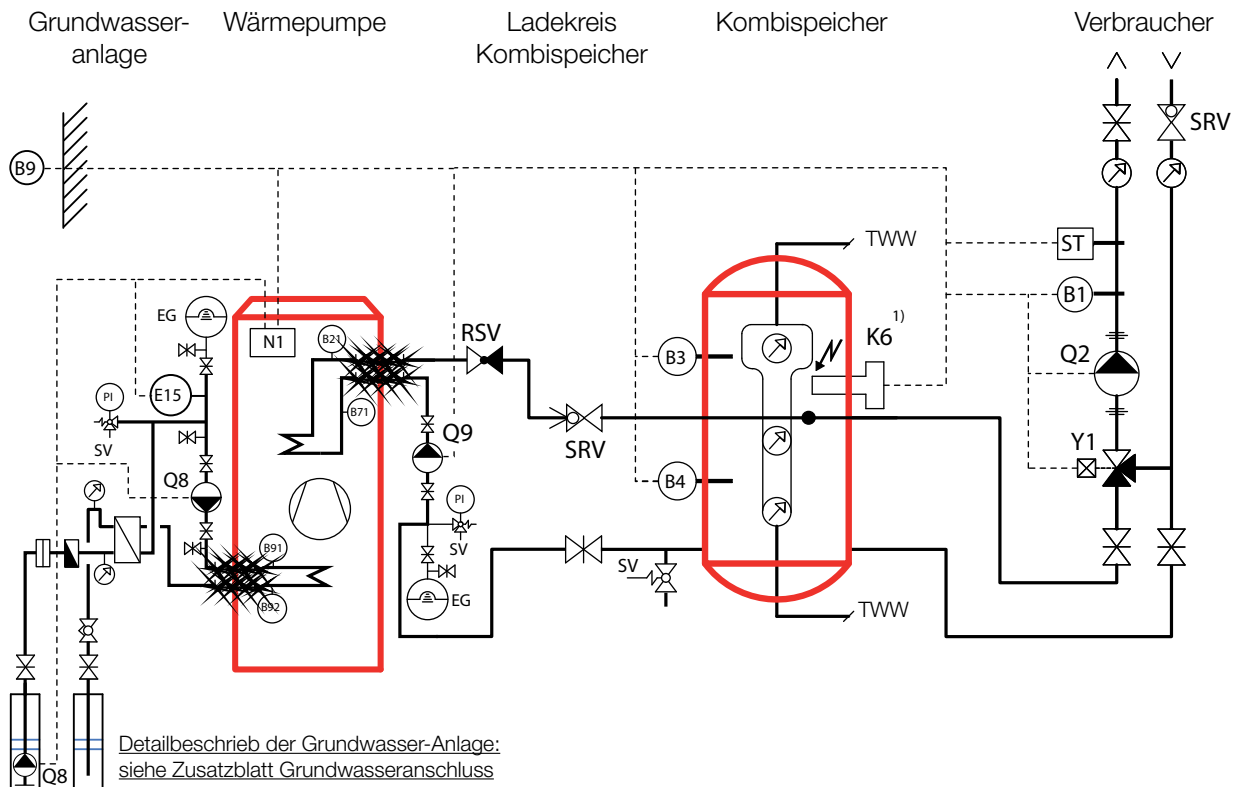 Grundwasser-
anlage
Wärmepumpe
Ladekreis
Kombispeicher
Kombispeicher
Verbraucher
SRV
B9
TWW
ST
EG
N1
B21
RSV
K6 1)
B1
B3
Q2
E15
PI
SV
B71
Q9
SRV
Y1
Q8
B4
PI
SV
B91
SV
B92
EG
TWW
Q8
Detailbeschrieb der Grundwasser-Anlage:
siehe Zusatzblatt Grundwasseranschluss